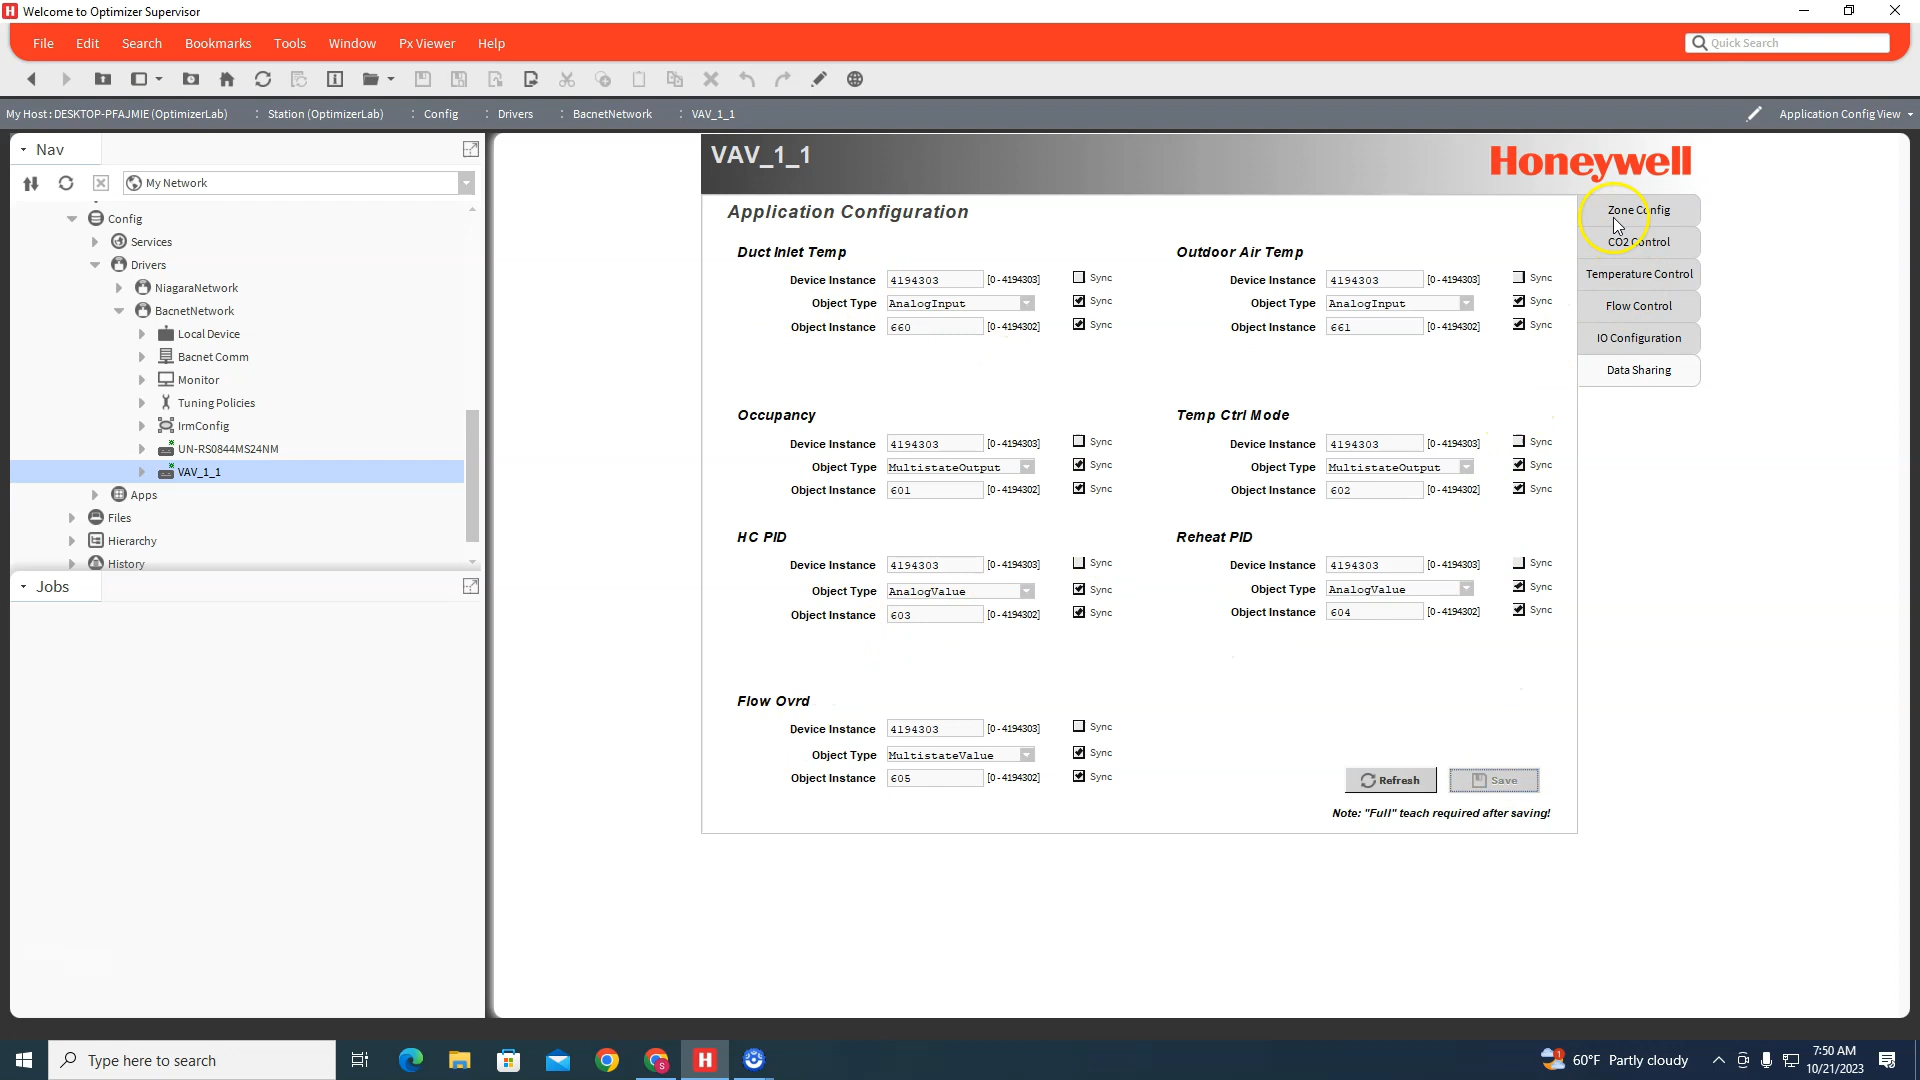 Welcome to Optimizer Supervisor
File Edit Search Bookmarks Tools Window Px Viewer Help
Quick Search
My Host : DESKTOP-PFAJMIE (OptimizerLab) : Station (OptimizerLab) : Config : Drivers : BacnetNetwork : VAV_1_1
Application Config View
Nav
My Network
Config
Services
Drivers
NiagaraNetwork
BacnetNetwork
Local Device
Bacnet Comm
Monitor
Tuning Policies
IrmConfig
UN-RS0844MS24NM
VAV_1_1
Apps
Files
Hierarchy
History
Jobs
VAV_1_1
Honeywell
Application Configuration
Zone Config
CO2 Control
Temperature Control
Flow Control
IO Configuration
Data Sharing
Duct Inlet Temp
Device Instance 4194303 [0 - 4194303] Sync
Object Type AnalogInput Sync
Object Instance 660 [0 - 4194302] Sync
Outdoor Air Temp
Device Instance 4194303 [0 - 4194303] Sync
Object Type AnalogInput Sync
Object Instance 661 [0 - 4194302] Sync
Occupancy
Device Instance 4194303 [0 - 4194303] Sync
Object Type MultistateOutput Sync
Object Instance 601 [0 - 4194302] Sync
Temp Ctrl Mode
Device Instance 4194303 [0 - 4194303] Sync
Object Type MultistateOutput Sync
Object Instance 602 [0 - 4194302] Sync
HC PID
Device Instance 4194303 [0 - 4194303] Sync
Object Type AnalogValue Sync
Object Instance 603 [0 - 4194302] Sync
Reheat PID
Device Instance 4194303 [0 - 4194303] Sync
Object Type AnalogValue Sync
Object Instance 604 [0 - 4194302] Sync
Flow Ovrd
Device Instance 4194303 [0 - 4194303] Sync
Object Type MultistateValue Sync
Object Instance 605 [0 - 4194302] Sync
Refresh Save
Note: "Full" teach required after saving!
Type here to search
60°F Partly cloudy
7:50 AM
10/21/2023